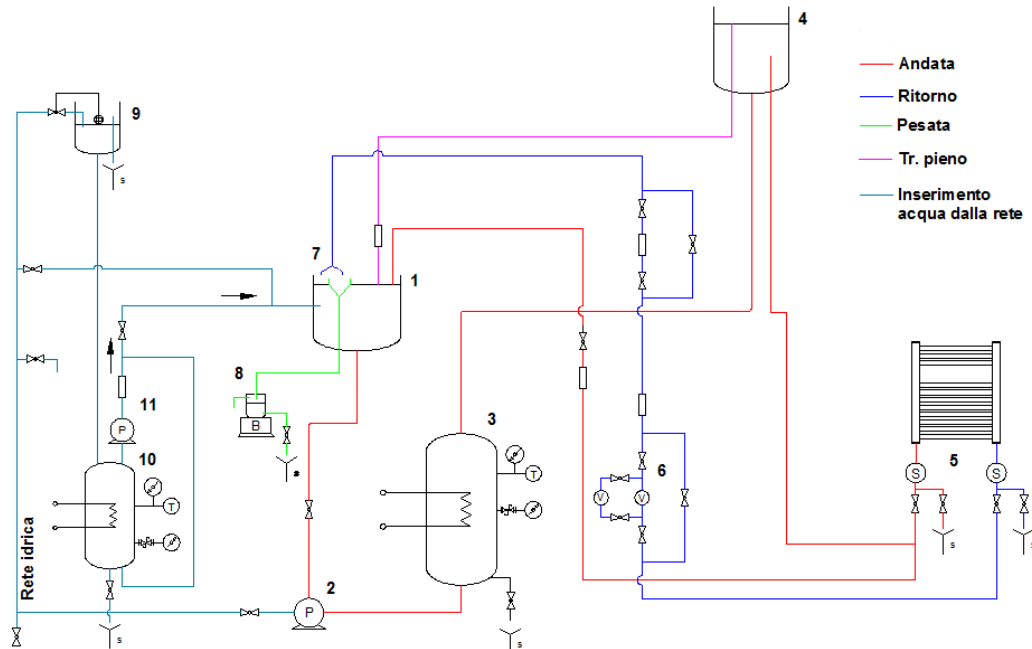 4
Andata
Ritorno
Pesata
Tr. pieno
Inserimento
acqua dalla rete
9
s
7
1
8
B
s
11
P
10
T
3
T
6
V
V
5
S
S
s
s
Rete idrica
2
P
s
s